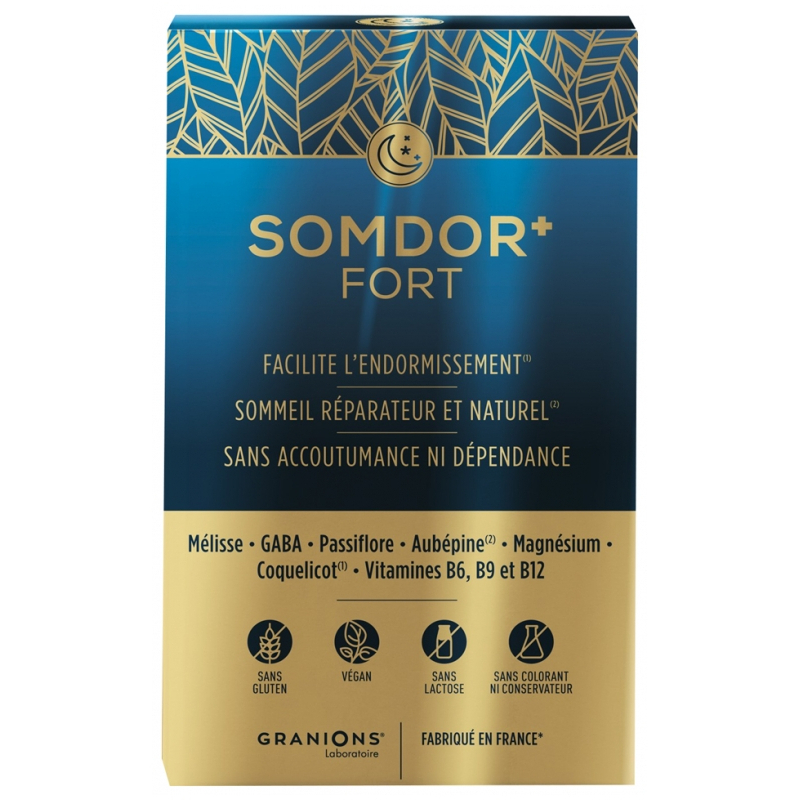 SOMDOR+
FORT
FACILITE L'ENDORMISSEMENT(1)
SOMMEIL RÉPARATEUR ET NATUREL(2)
SANS ACCOUTUMANCE NI DÉPENDANCE
Mélisse • GABA • Passiflore • Aubépine(2) • Magnésium •
Coquelicot(1) • Vitamines B6, B9 et B12
SANS
GLUTEN
VÉGAN
SANS
LACTOSE
SANS COLORANT
NI CONSERVATEUR
GRANIONS®
Laboratoire
FABRIQUÉ EN FRANCE*